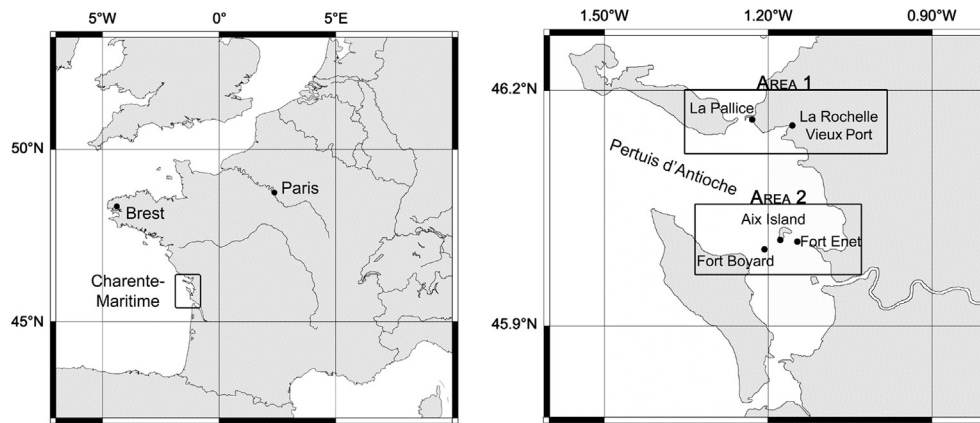 5°W 0° 5°E
50°N
45°N
Paris
Brest
Charente-
Maritime
1.50°W 1.20°W 0.90°W
46.2°N
45.9°N
AREA 1
La Pallice
La Rochelle
Vieux Port
Pertuis d'Antioche
AREA 2
Aix Island
Fort Enet
Fort Boyard